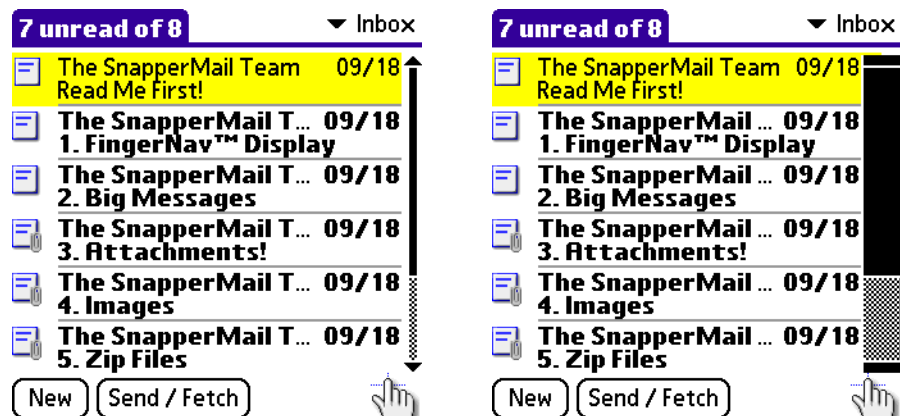 7 unread of 8 Inbox
The SnapperMail Team 09/18
Read Me First!
The SnapperMail T... 09/18
1. FingerNav™ Display
The SnapperMail T... 09/18
2. Big Messages
The SnapperMail T... 09/18
3. Attachments!
The SnapperMail T... 09/18
4. Images
The SnapperMail T... 09/18
5. Zip Files
New Send / Fetch
7 unread of 8 Inbox
The SnapperMail Team 09/18
Read Me First!
The SnapperMail ... 09/18
1. FingerNav™ Display
The SnapperMail ... 09/18
2. Big Messages
The SnapperMail ... 09/18
3. Attachments!
The SnapperMail ... 09/18
4. Images
The SnapperMail ... 09/18
5. Zip Files
New Send / Fetch